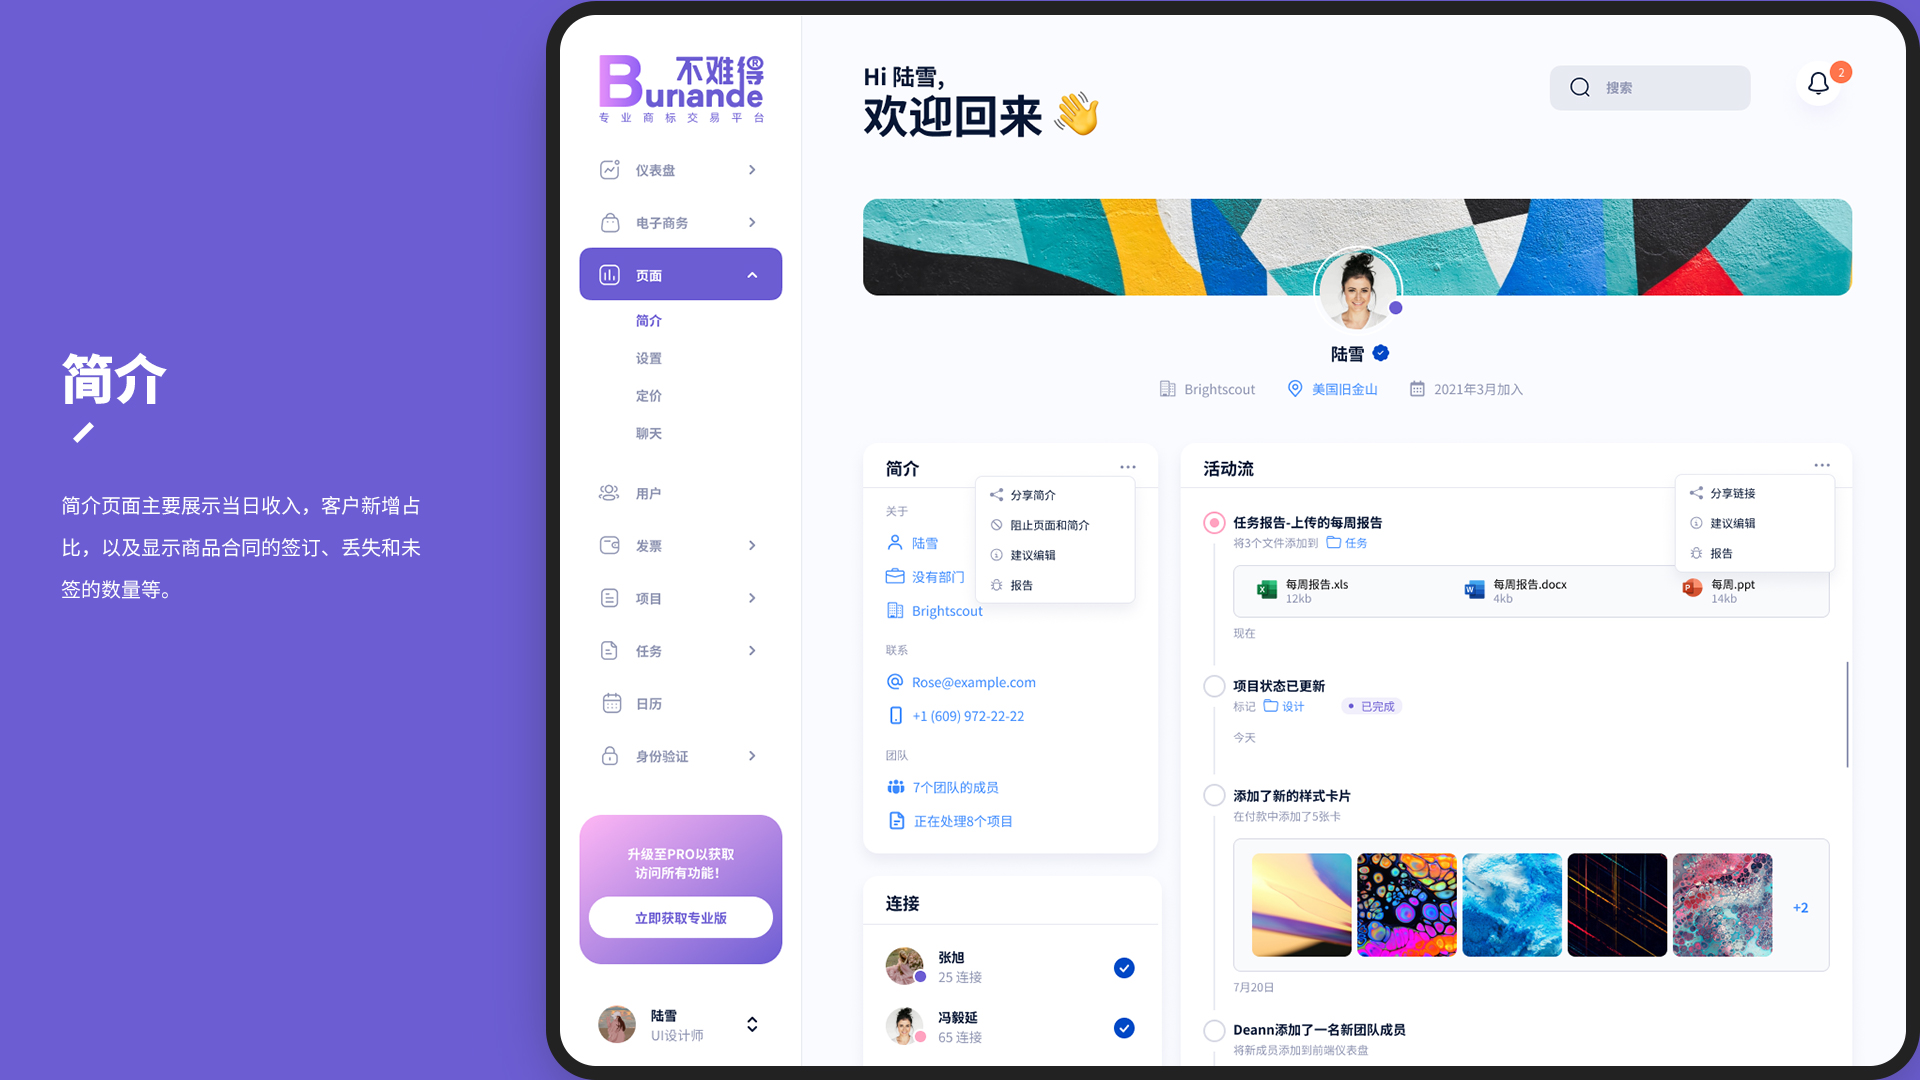 简介
简介页面主要展示当日收入，客户新增占
比，以及显示商品合同的签订、丢失和未
签的数量等。
不难得®
Bunande
专业商标交易平台
仪表盘
电子商务
页面
简介
设置
定价
聊天
用户
发票
项目
任务
日历
身份验证
升级至PRO以获取
访问所有功能！
立即获取专业版
陆雪
UI设计师
Hi 陆雪,
欢迎回来
搜索
2
陆雪
Brightscout
美国旧金山
2021年3月加入
简介
分享简介
阻止页面和简介
建议编辑
报告
关于
陆雪
没有部门
Brightscout
联系
Rose@example.com
+1 (609) 972-22-22
团队
7个团队的成员
正在处理8个项目
连接
张旭
25 连接
冯毅延
65 连接
活动流
分享链接
建议编辑
报告
任务报告-上传的每周报告
将3个文件添加到 任务
每周报告.xls
12kb
每周报告.docx
4kb
每周.ppt
14kb
现在
项目状态已更新
标记 设计 • 已完成
今天
添加了新的样式卡片
在付款中添加了5张卡
+2
7月20日
Deann添加了一名新团队成员
将新成员添加到前端仪表盘